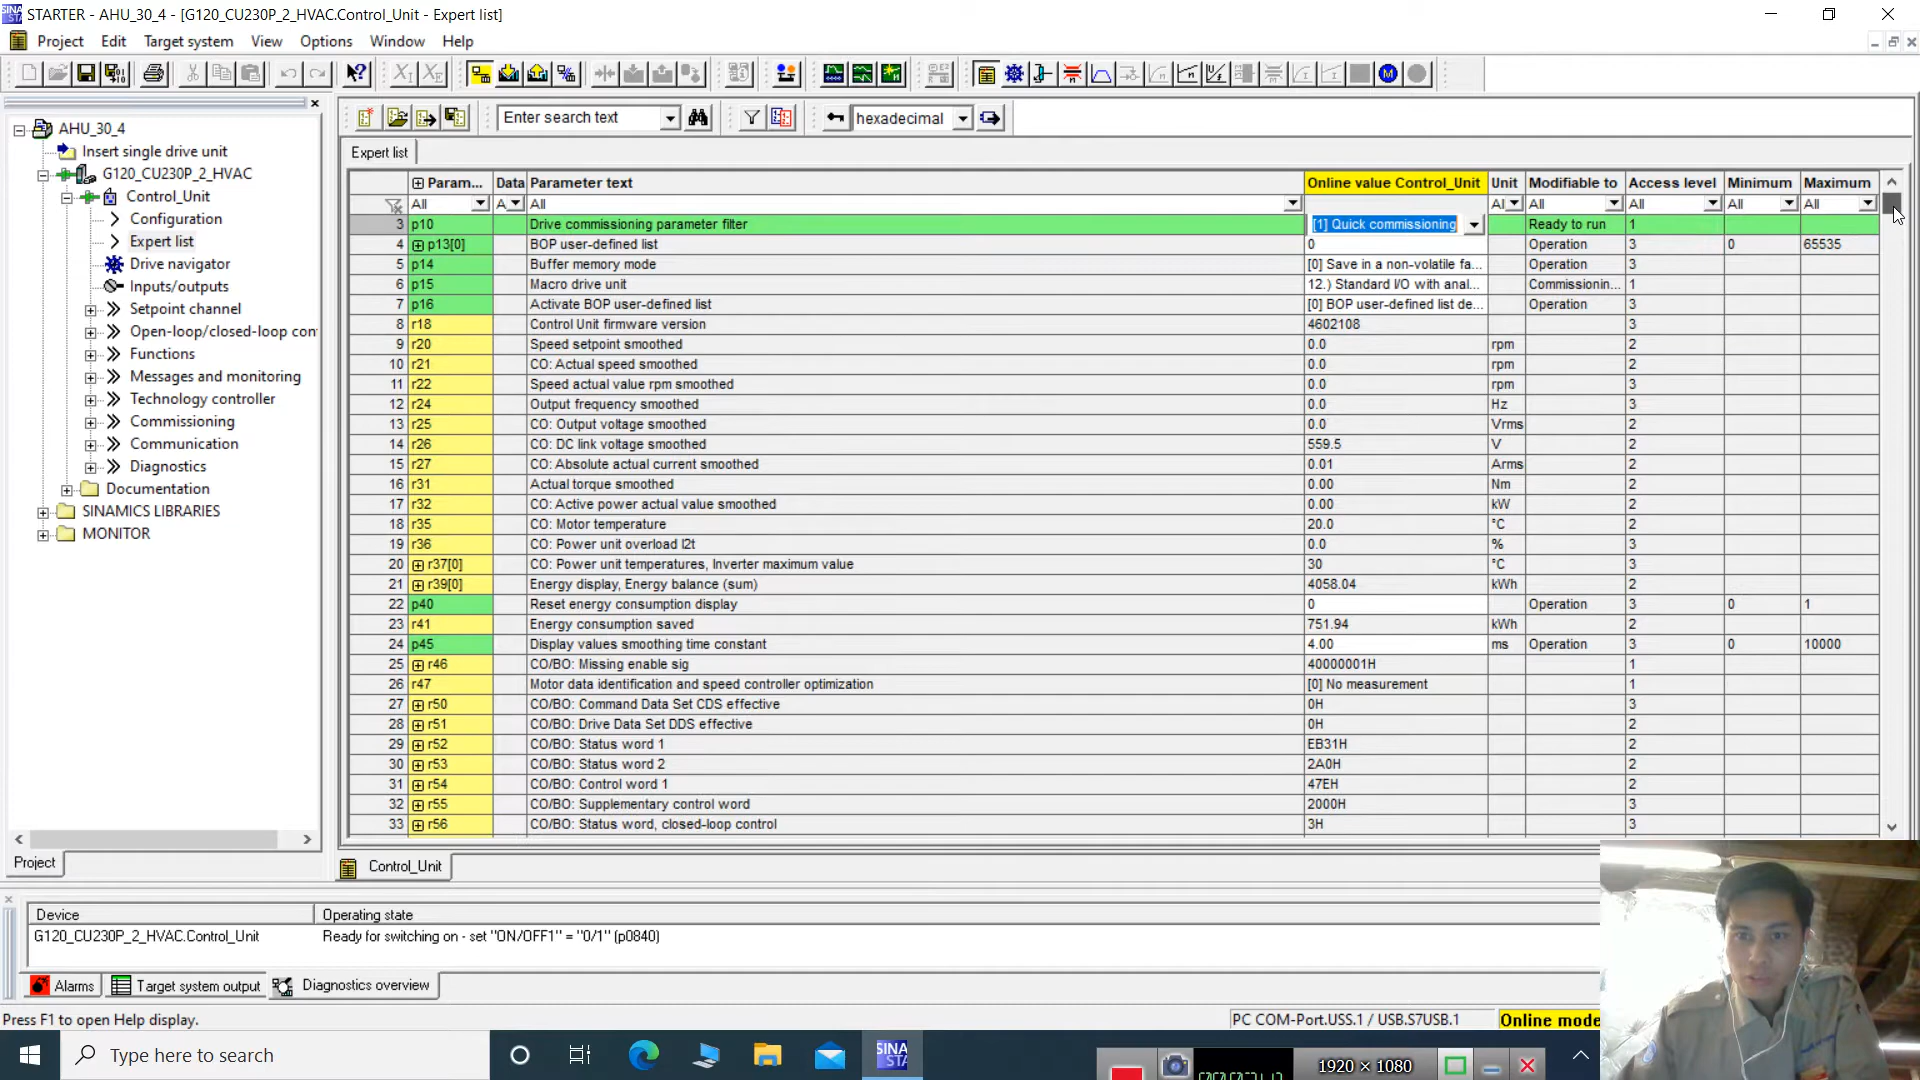 STARTER - AHU_30_4 - [G120_CU230P_2_HVAC.Control_Unit - Expert list]
Project Edit Target system View Options Window Help
Enter search text hexadecimal
Expert list
Param... Data Parameter text Online value Control_Unit Unit Modifiable to Access level Minimum Maximum
All A... All Al All All All All
3 p10 Drive commissioning parameter filter [1] Quick commissioning Ready to run 1
4 p13[0] BOP user-defined list 0 Operation 3 0 65535
5 p14 Buffer memory mode [0] Save in a non-volatile fa... Operation 3
6 p15 Macro drive unit 12.) Standard I/O with anal... Commissionin... 1
7 p16 Activate BOP user-defined list [0] BOP user-defined list de... Operation 3
8 r18 Control Unit firmware version 4602108 3
9 r20 Speed setpoint smoothed 0.0 rpm 2
10 r21 CO: Actual speed smoothed 0.0 rpm 2
11 r22 Speed actual value rpm smoothed 0.0 rpm 3
12 r24 Output frequency smoothed 0.0 Hz 3
13 r25 CO: Output voltage smoothed 0.0 Vrms 2
14 r26 CO: DC link voltage smoothed 559.5 V 2
15 r27 CO: Absolute actual current smoothed 0.01 Arms 2
16 r31 Actual torque smoothed 0.00 Nm 2
17 r32 CO: Active power actual value smoothed 0.00 kW 2
18 r35 CO: Motor temperature 20.0 °C 2
19 r36 CO: Power unit overload I2t 0.0 % 3
20 r37[0] CO: Power unit temperatures, Inverter maximum value 30 °C 3
21 r39[0] Energy display, Energy balance (sum) 4058.04 kWh 2
22 p40 Reset energy consumption display 0 Operation 3 0 1
23 r41 Energy consumption saved 751.94 kWh 2
24 p45 Display values smoothing time constant 4.00 ms Operation 3 0 10000
25 r46 CO/BO: Missing enable sig 40000001H 1
26 r47 Motor data identification and speed controller optimization [0] No measurement 1
27 r50 CO/BO: Command Data Set CDS effective 0H 3
28 r51 CO/BO: Drive Data Set DDS effective 0H 2
29 r52 CO/BO: Status word 1 EB31H 2
30 r53 CO/BO: Status word 2 2A0H 2
31 r54 CO/BO: Control word 1 47EH 2
32 r55 CO/BO: Supplementary control word 2000H 3
33 r56 CO/BO: Status word, closed-loop control 3H 3
AHU_30_4
Insert single drive unit
G120_CU230P_2_HVAC
Control_Unit
Configuration
Expert list
Drive navigator
Inputs/outputs
Setpoint channel
Open-loop/closed-loop con
Functions
Messages and monitoring
Technology controller
Commissioning
Communication
Diagnostics
Documentation
SINAMICS LIBRARIES
MONITOR
Project
Control_Unit
Device Operating state
G120_CU230P_2_HVAC.Control_Unit Ready for switching on - set "ON/OFF1" = "0/1" (p0840)
Alarms Target system output Diagnostics overview
Press F1 to open Help display. PC COM-Port.USS.1 / USB.S7USB.1 Online mode
Type here to search SINA STA 1920 × 1080